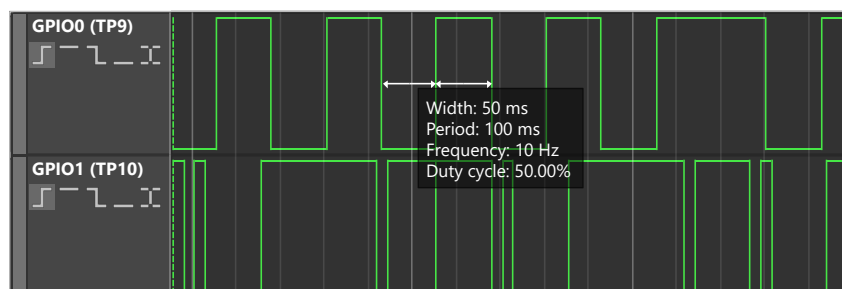 GPIO0 (TP9)
Width: 50 ms
Period: 100 ms
Frequency: 10 Hz
Duty cycle: 50.00%
GPIO1 (TP10)